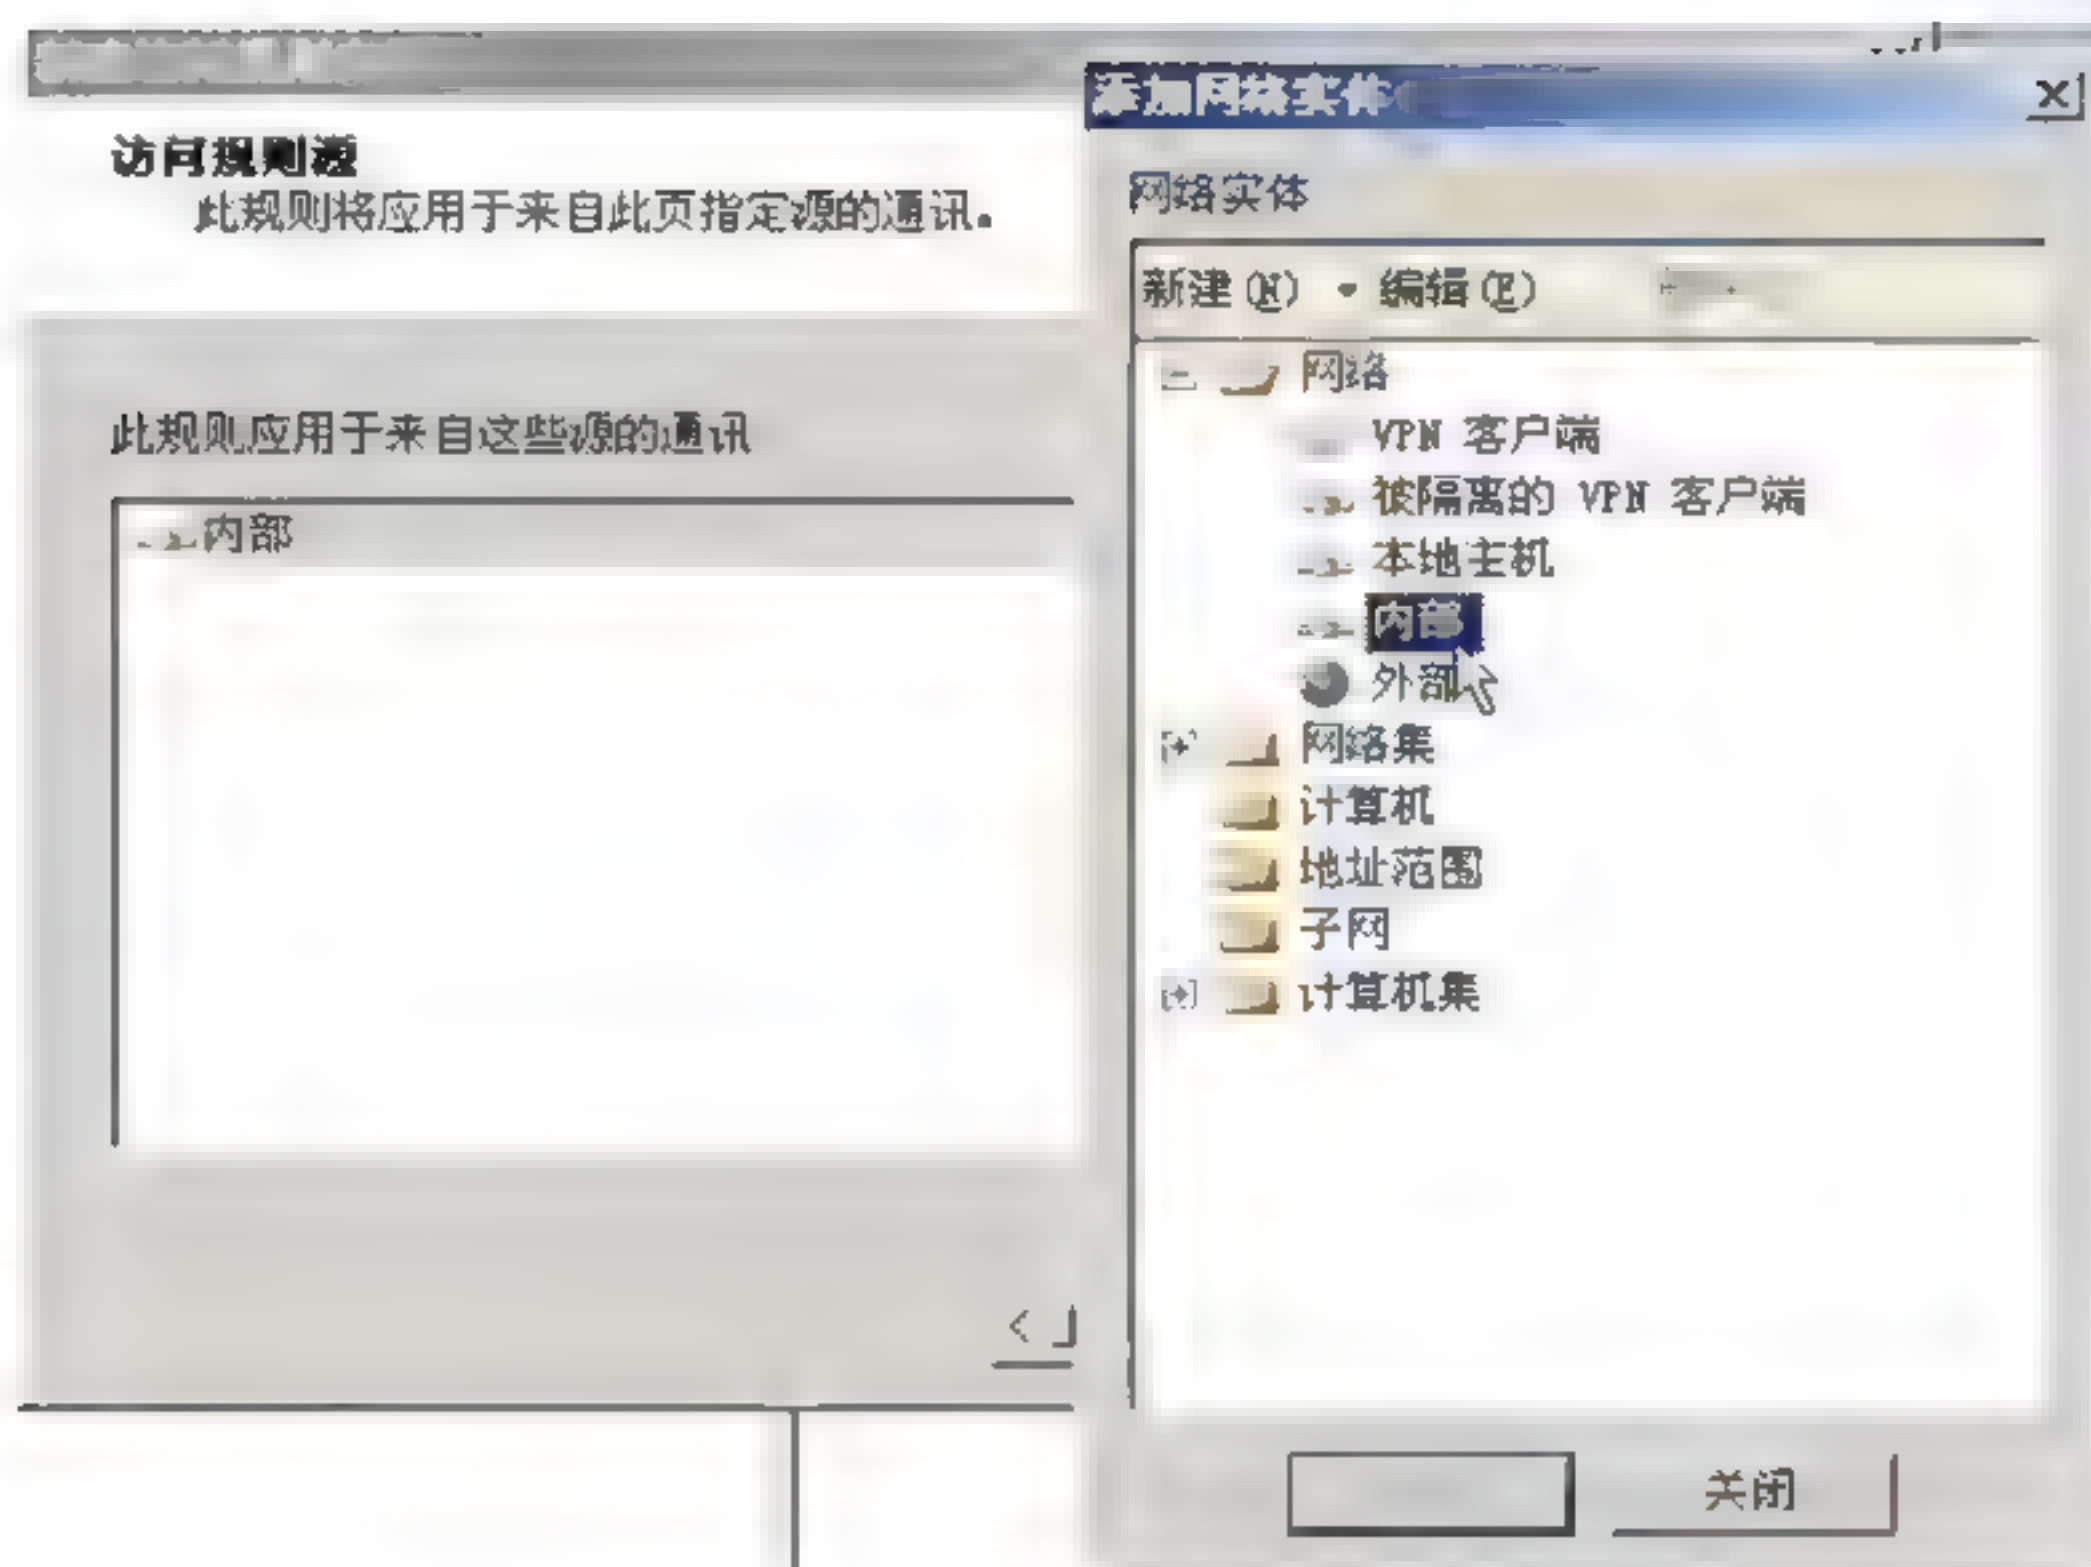 访问规则源
此规则将应用于来自此页指定源的通讯。
此规则应用于来自这些源的通讯
内部
<
添加网络实体
网络实体
新建(N) 编辑(E)
网络
VPN 客户端
被隔离的 VPN 客户端
本地主机
内部
外部
网络集
计算机
地址范围
子网
计算机集
关闭